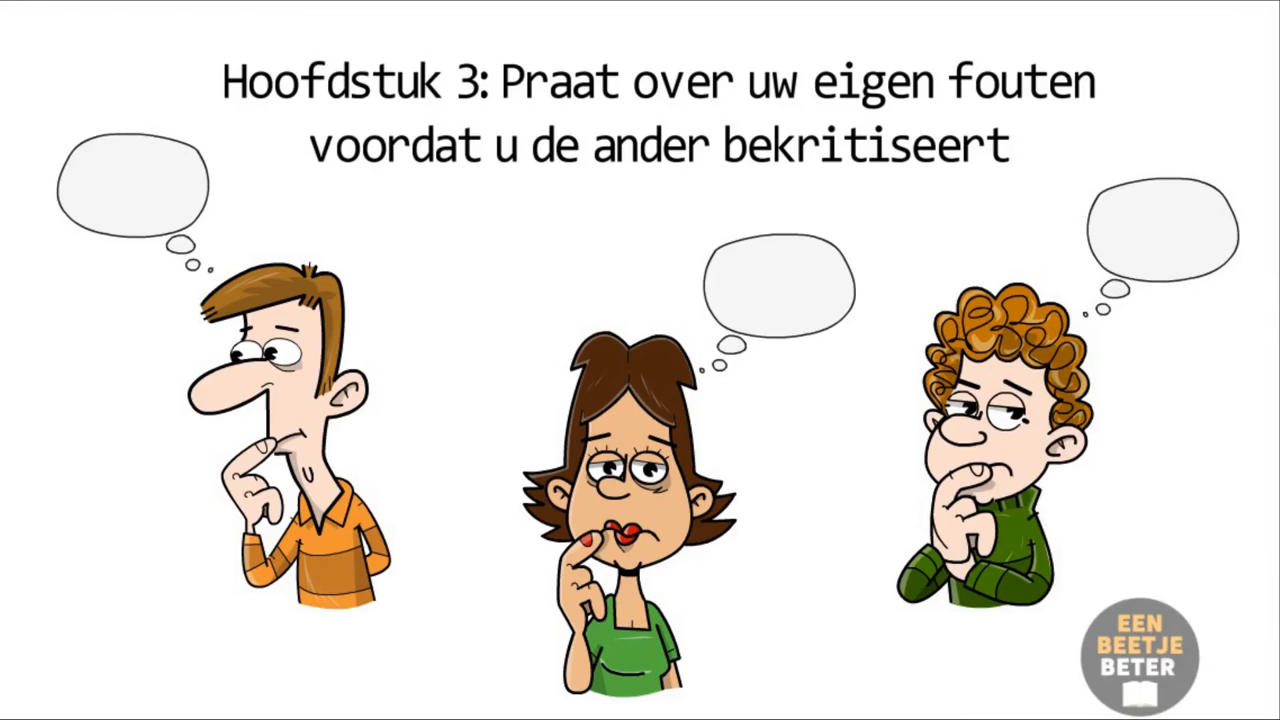 Hoofdstuk 3: Praat over uw eigen fouten
voordat u de ander bekritiseert
EEN
BEETJE
BETER